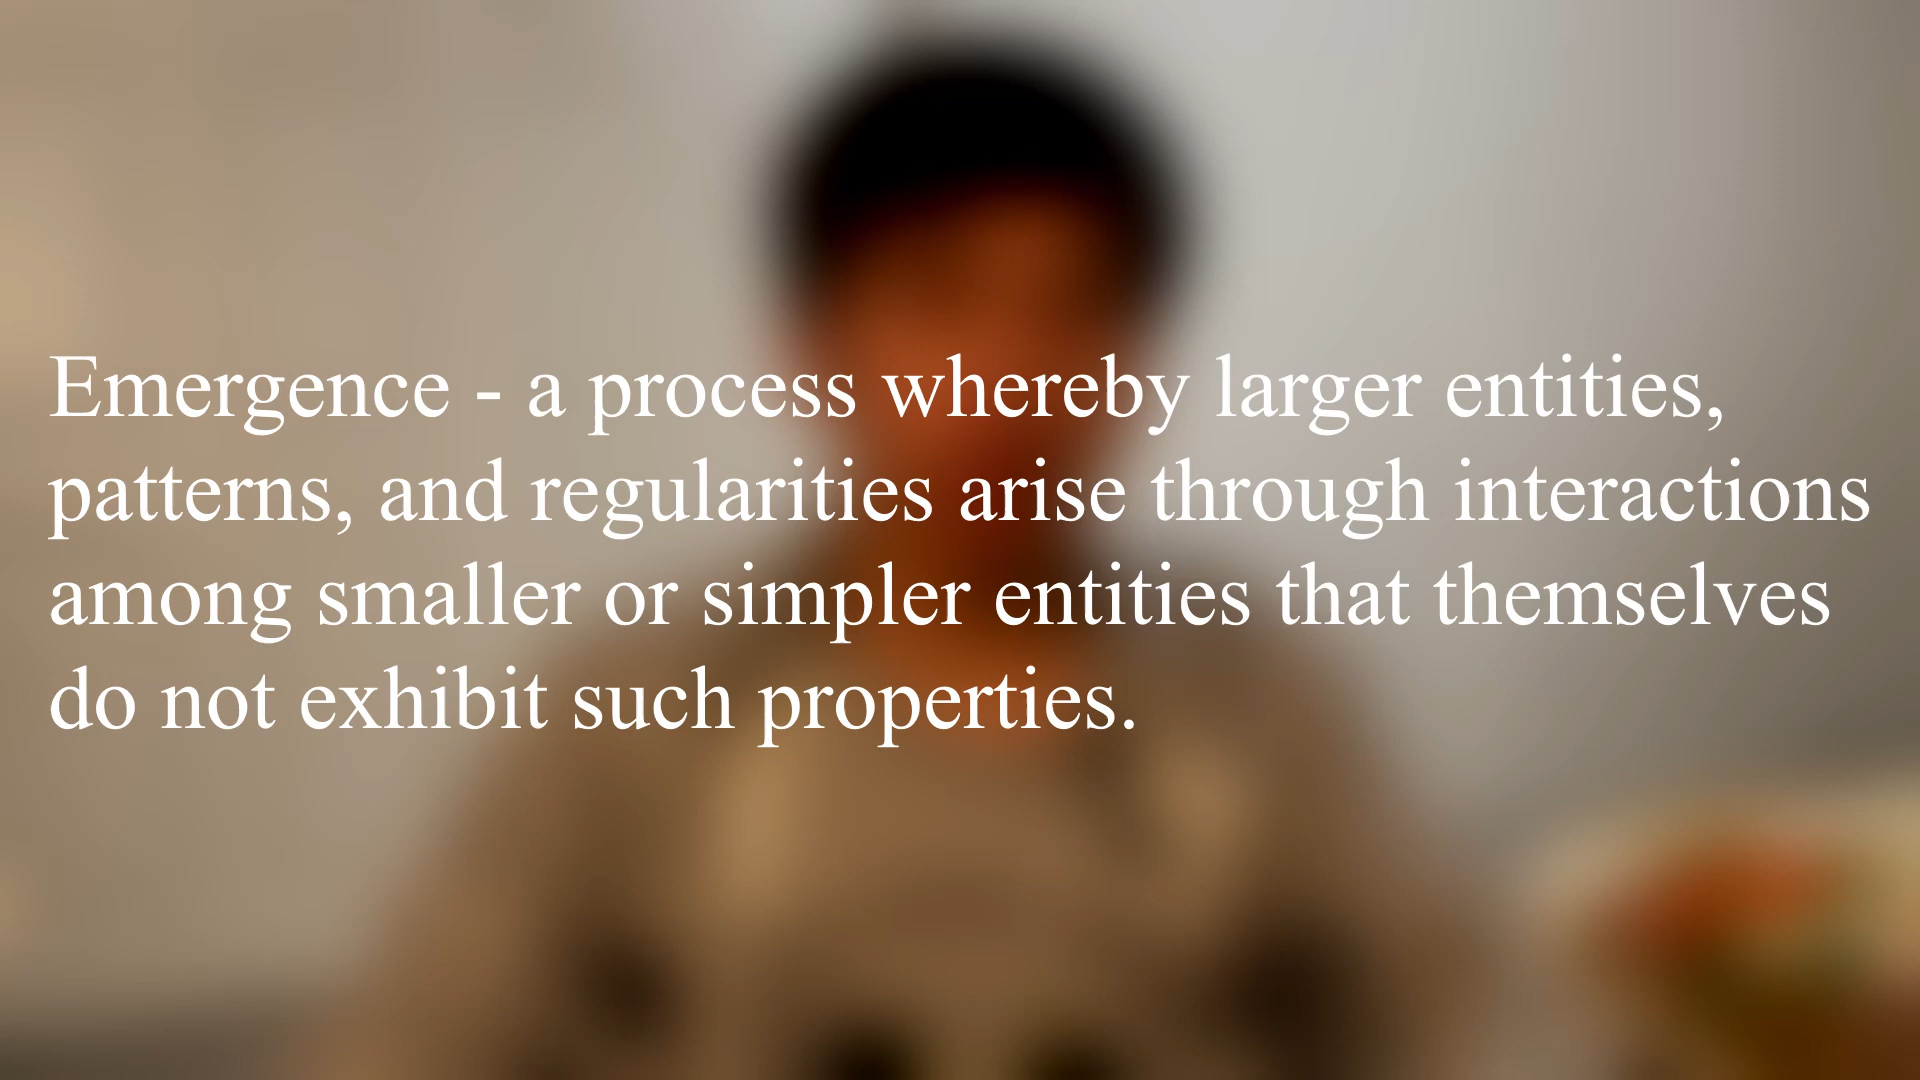 Emergence - a process whereby larger entities,
patterns, and regularities arise through interactions
among smaller or simpler entities that themselves
do not exhibit such properties.